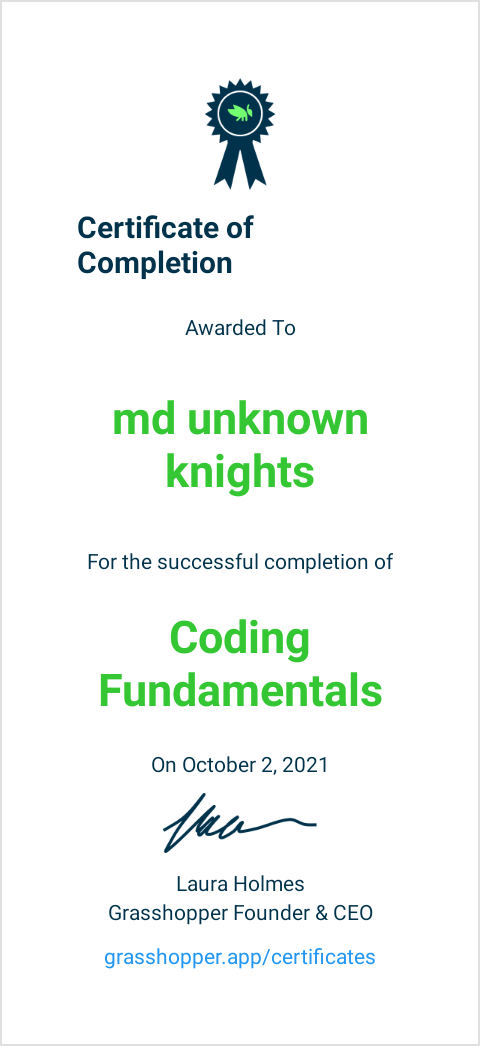 Certificate of
Completion
Awarded To
md unknown
knights
For the successful completion of
Coding
Fundamentals
On October 2, 2021
Laura Holmes
Grasshopper Founder & CEO
grasshopper.app/certificates